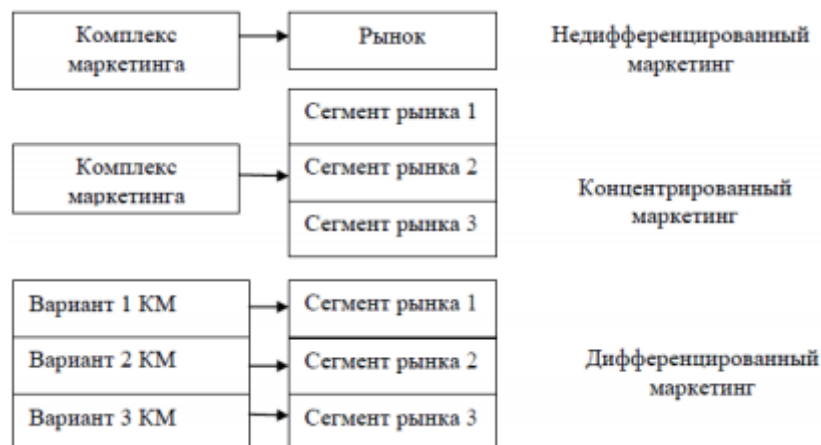 Комплекс
маркетинга
Рынок
Недифференцированный
маркетинг
Сегмент рынка 1
Комплекс
маркетинга
Сегмент рынка 2
Сегмент рынка 3
Концентрированный
маркетинг
Вариант 1 КМ
Сегмент рынка 1
Вариант 2 КМ
Сегмент рынка 2
Вариант 3 КМ
Сегмент рынка 3
Дифференцированный
маркетинг